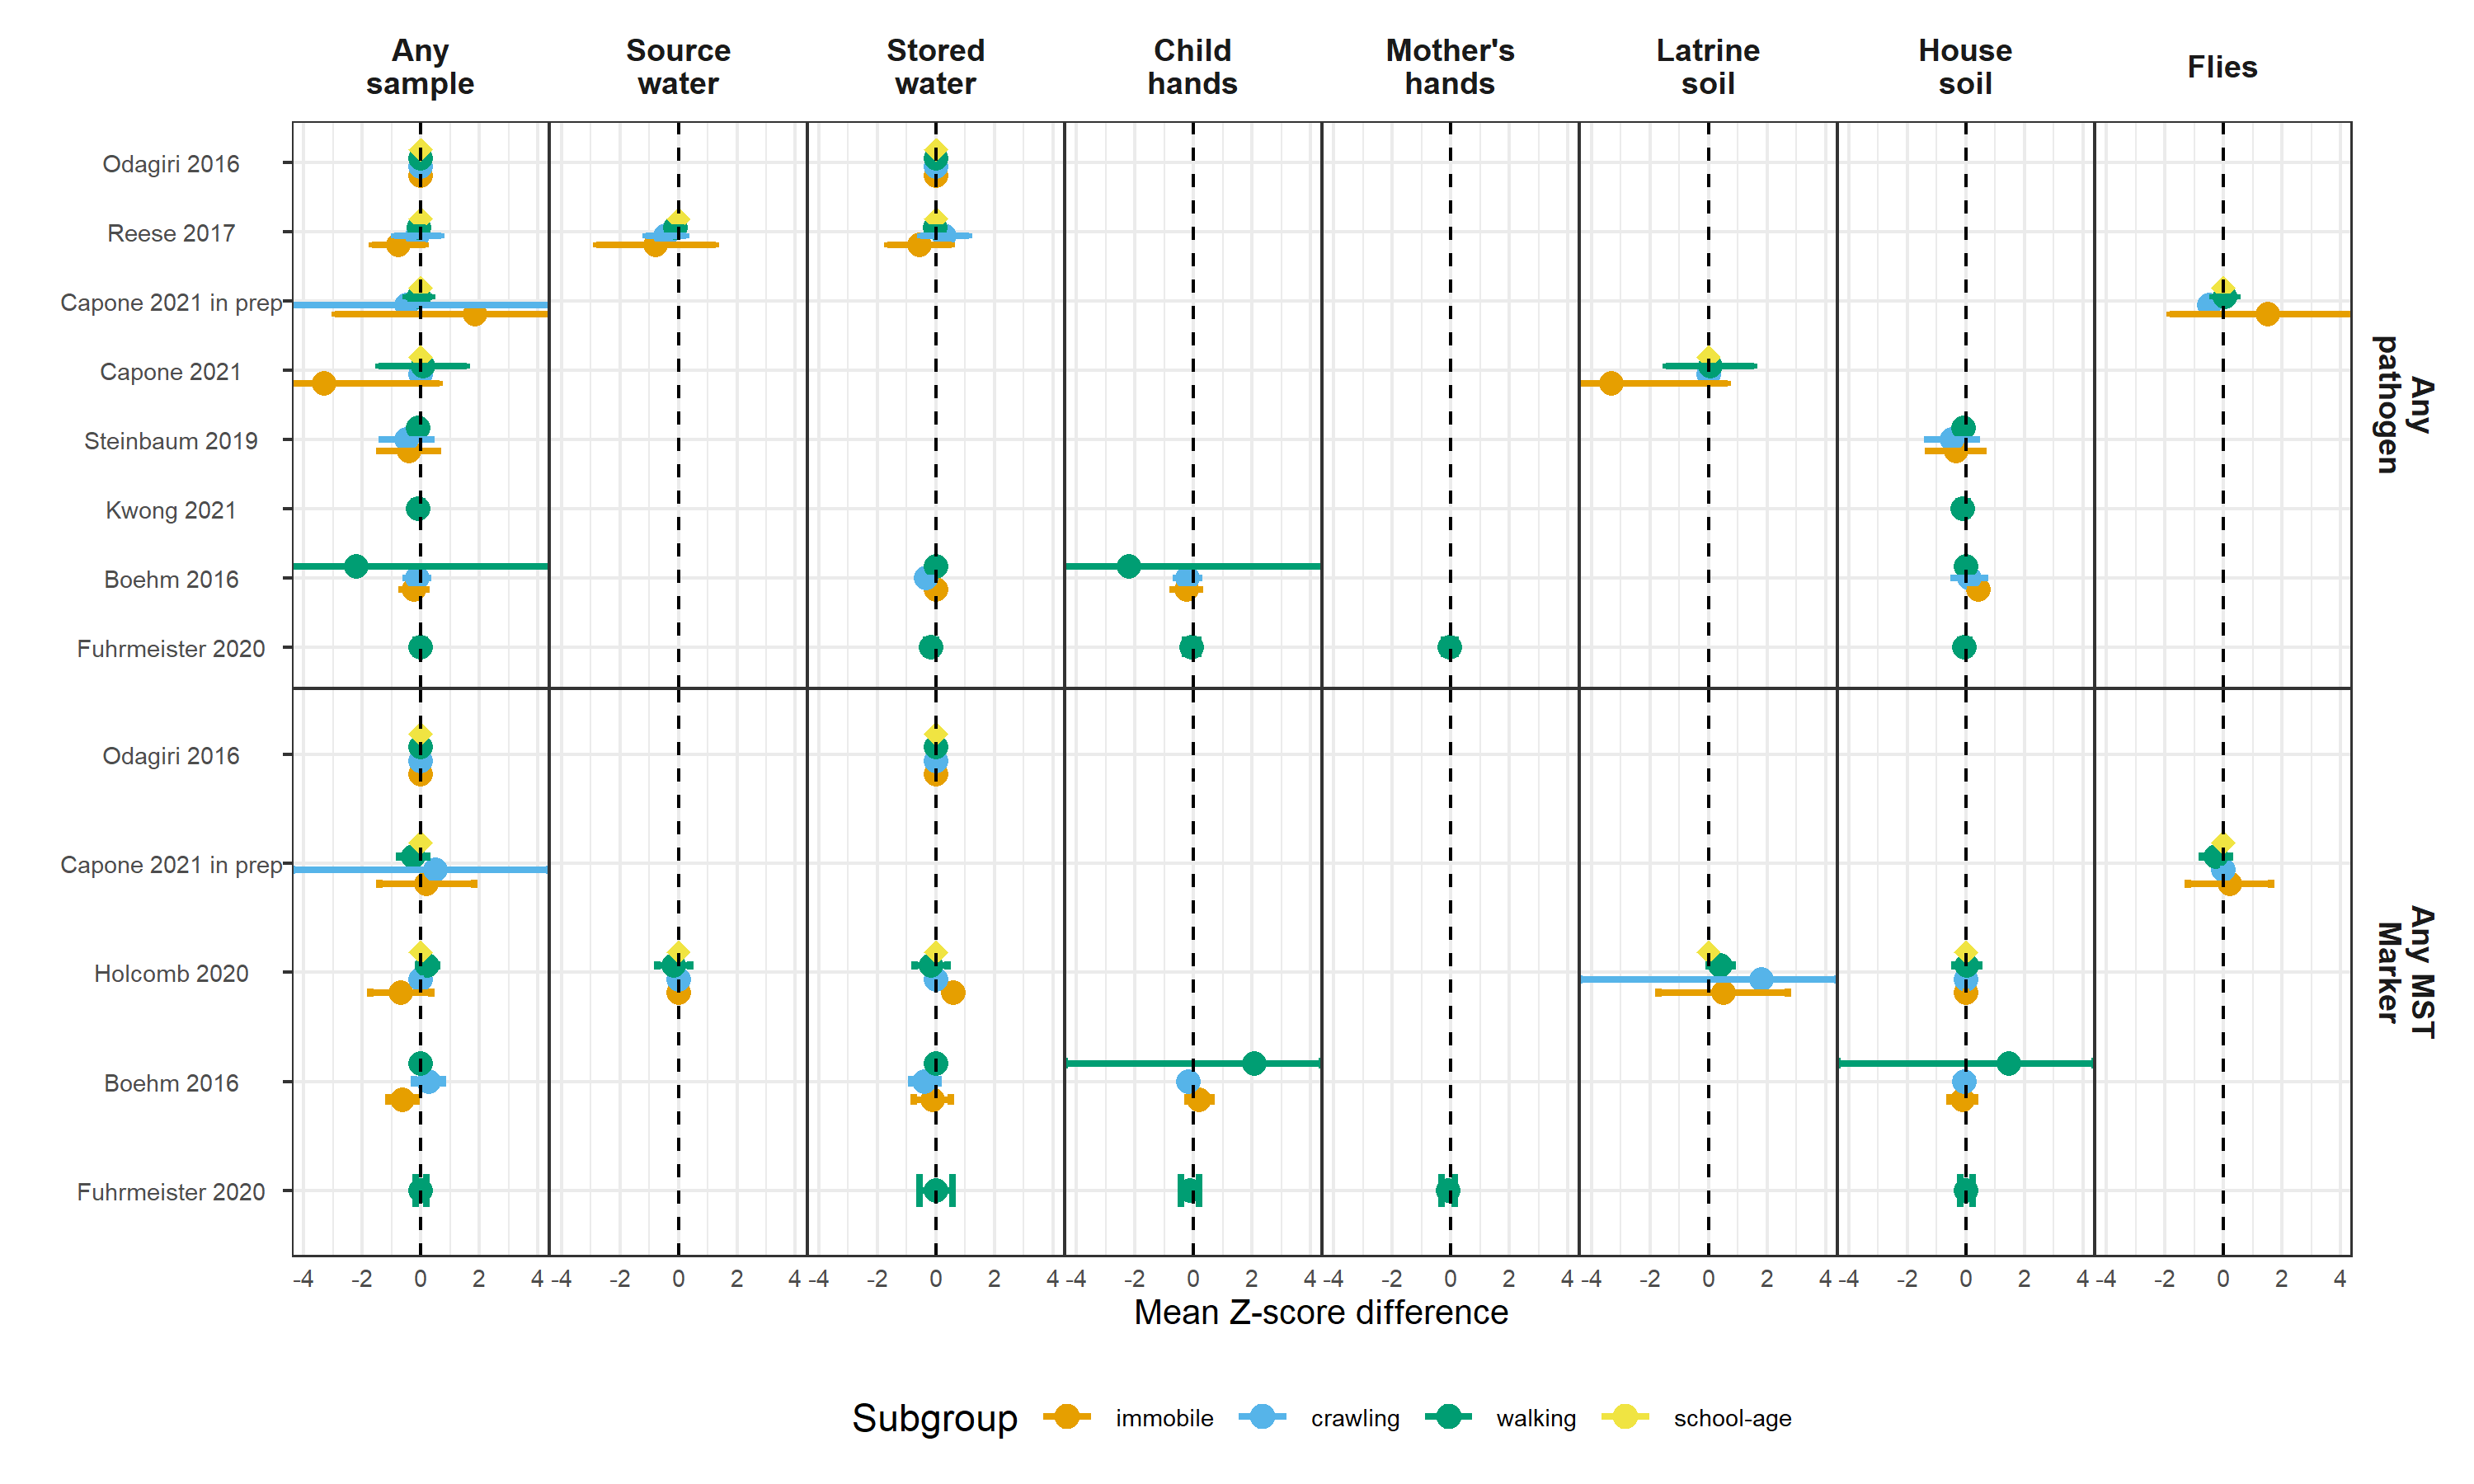 Any
sample
Source
water
Stored
water
Child
hands
Mother's
hands
Latrine
soil
House
soil
Flies
Odagiri 2016
Reese 2017
Capone 2021 in prep
Capone 2021
Steinbaum 2019
Kwong 2021
Boehm 2016
Fuhrmeister 2020
Any
pathogen
Odagiri 2016
Capone 2021 in prep
Holcomb 2020
Boehm 2016
Fuhrmeister 2020
Any MST
Marker
-4 -2 0 2 4 -4 -2 0 2 4 -4 -2 0 2 4 -4 -2 0 2 4 -4 -2 0 2 4 -4 -2 0 2 4 -4 -2 0 2 4 -4 -2 0 2 4
Mean Z-score difference
Subgroup immobile crawling walking school-age